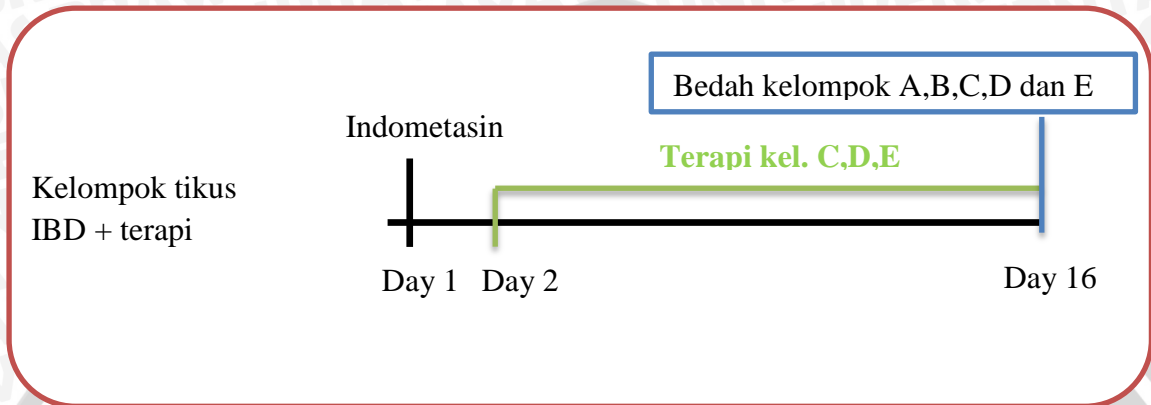 Bedah kelompok A,B,C,D dan E
Indometasin
Terapi kel. C,D,E
Kelompok tikus
IBD + terapi
Day 1
Day 2
Day 16